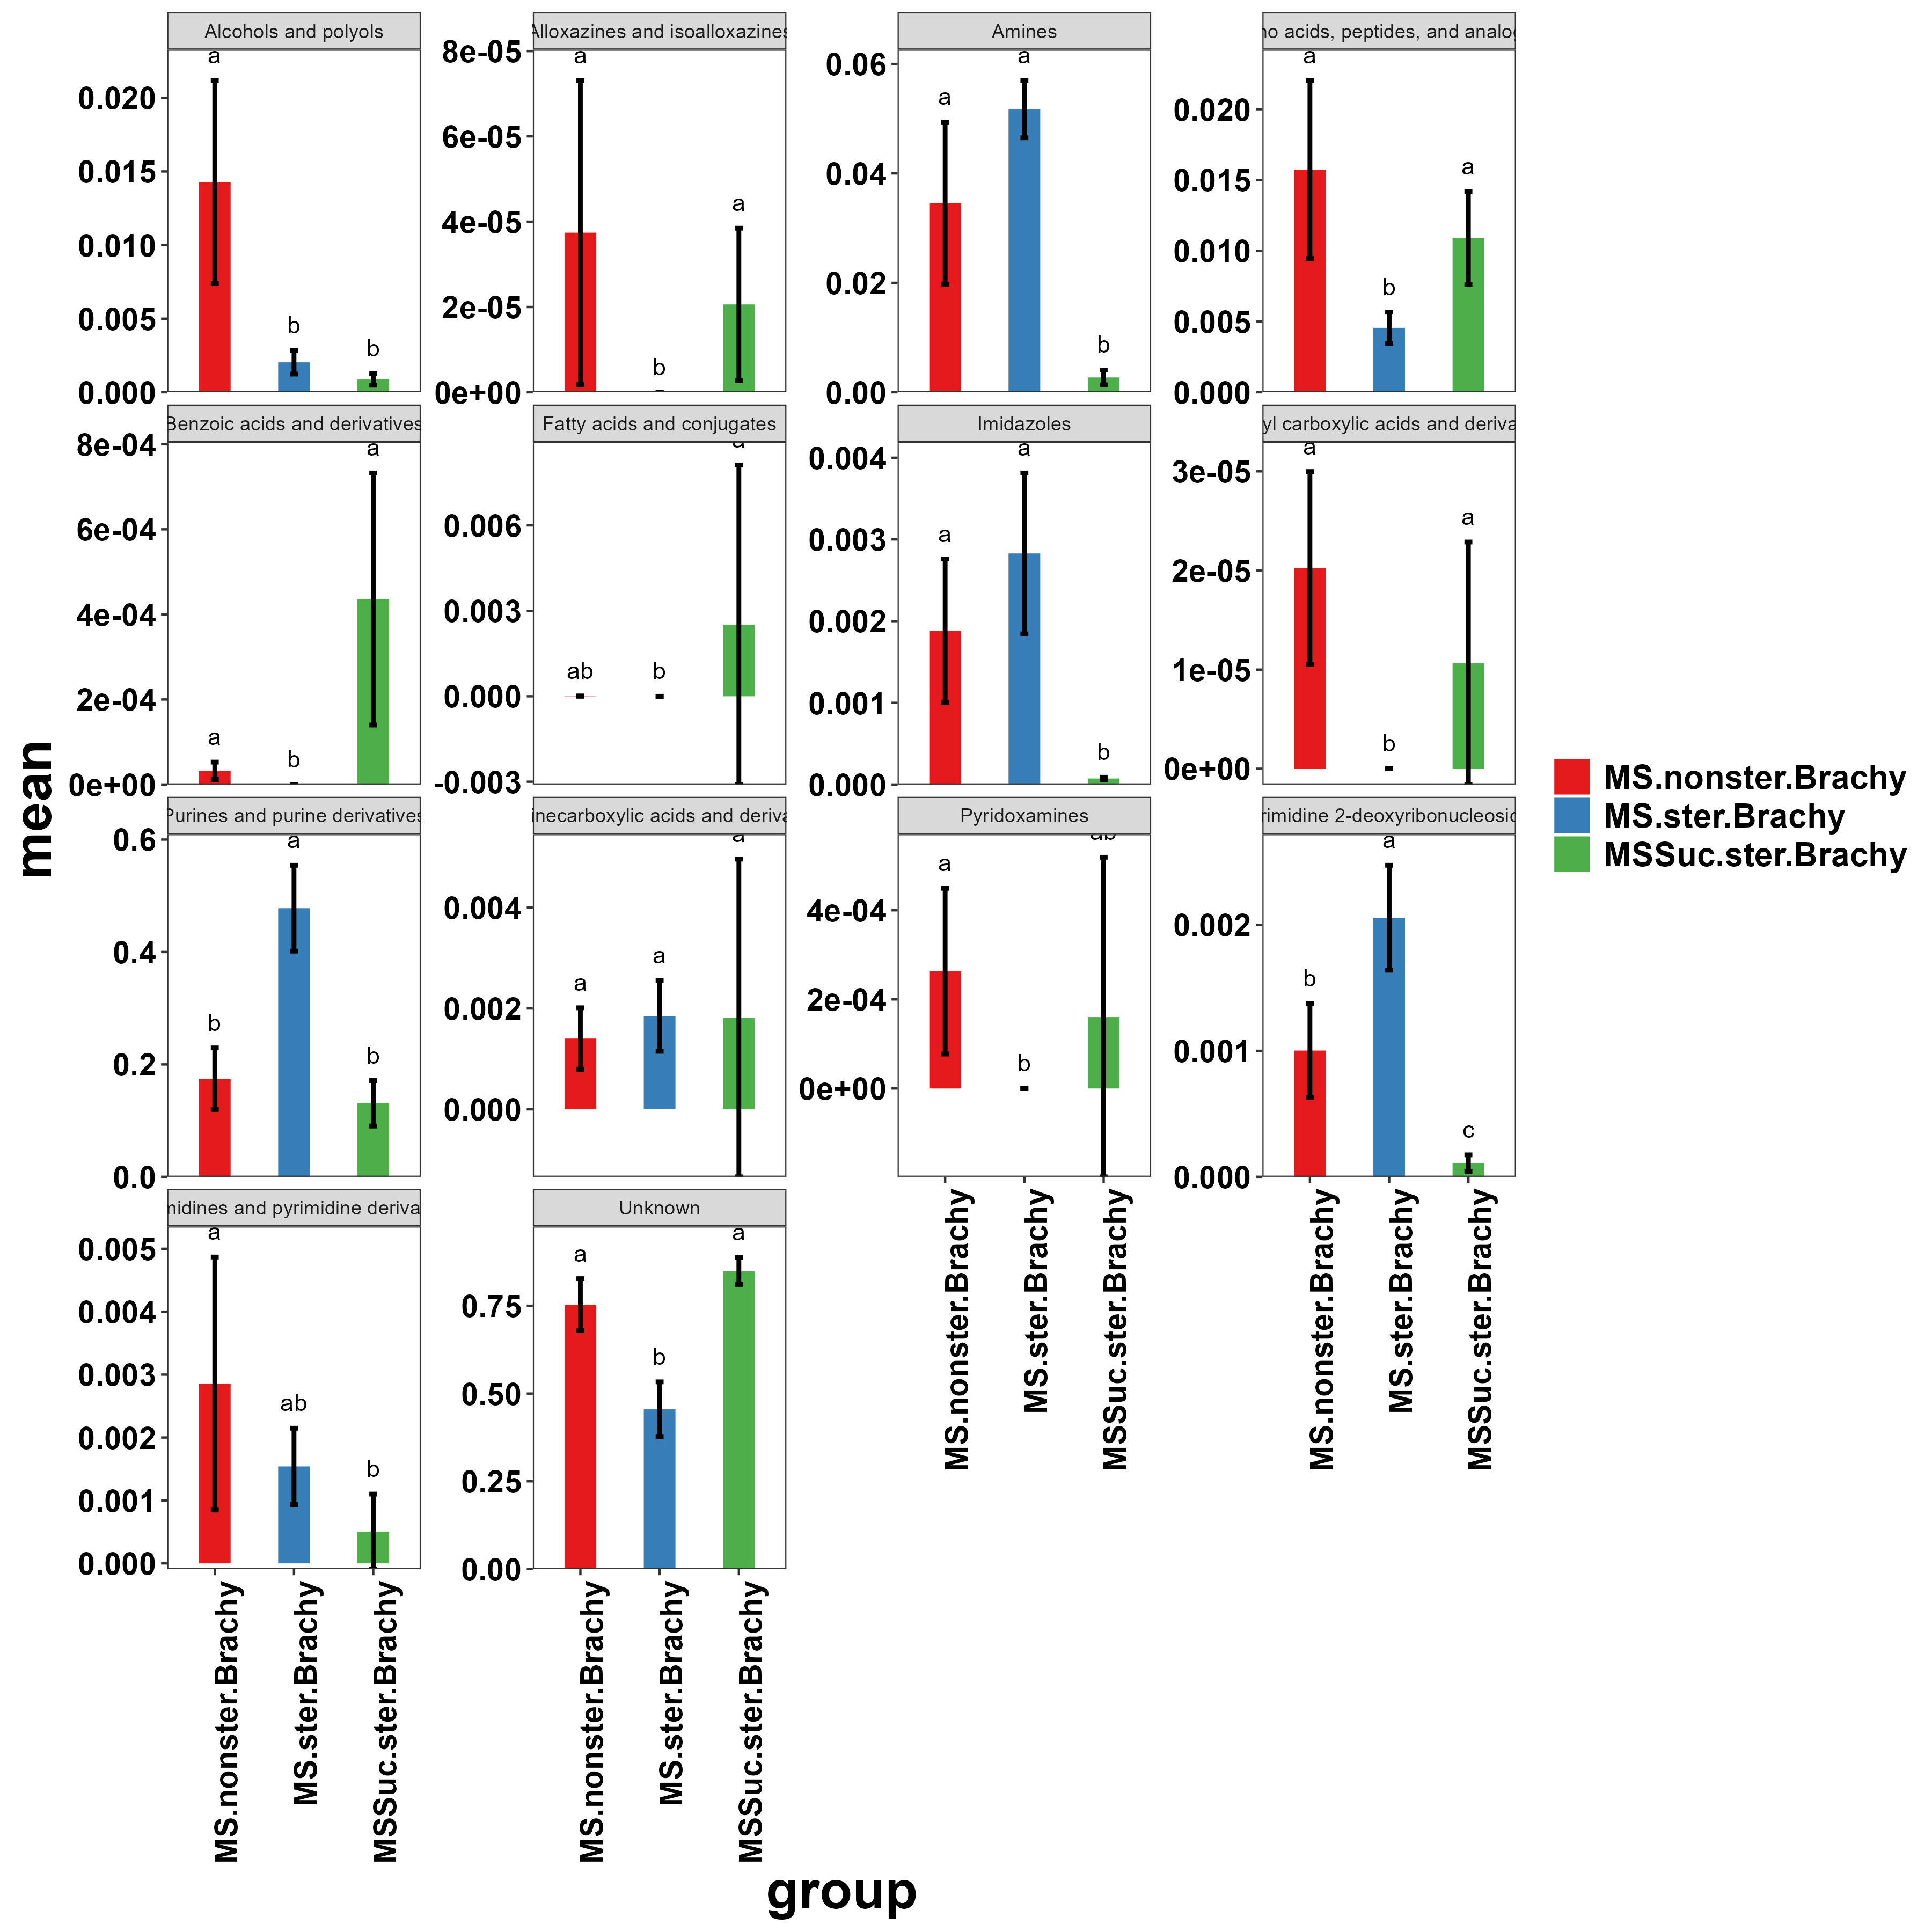 Alcohols and polyols
Alloxazines and isoalloxazines
Amines
no acids, peptides, and analog
0.020
0.015
0.010
0.005
0.000
a
b
b
8e-05
6e-05
4e-05
2e-05
0e+00
a
b
a
0.06
0.04
0.02
0.00
a
a
b
0.020
0.015
0.010
0.005
0.000
a
b
a
Benzoic acids and derivatives
Fatty acids and conjugates
Imidazoles
yl carboxylic acids and deriva
8e-04
6e-04
4e-04
2e-04
0e+00
a
b
a
0.006
0.003
0.000
-0.003
ab
b
a
0.004
0.003
0.002
0.001
0.000
a
a
b
3e-05
2e-05
1e-05
0e+00
a
b
a
Purines and purine derivatives
inecarboxylic acids and deriva
Pyridoxamines
rimidine 2-deoxyribonucleosid
0.6
0.4
0.2
0.0
b
a
b
0.004
0.002
0.000
a
a
a
4e-04
2e-04
0e+00
a
b
ab
0.002
0.001
0.000
b
a
c
MS.nonster.Brachy
MS.ster.Brachy
MSSuc.ster.Brachy
MS.nonster.Brachy
MS.ster.Brachy
MSSuc.ster.Brachy
midines and pyrimidine deriva
Unknown
0.005
0.004
0.003
0.002
0.001
0.000
a
ab
b
0.75
0.50
0.25
0.00
a
b
a
MS.nonster.Brachy
MS.ster.Brachy
MSSuc.ster.Brachy
MS.nonster.Brachy
MS.ster.Brachy
MSSuc.ster.Brachy
mean
group
MS.nonster.Brachy
MS.ster.Brachy
MSSuc.ster.Brachy